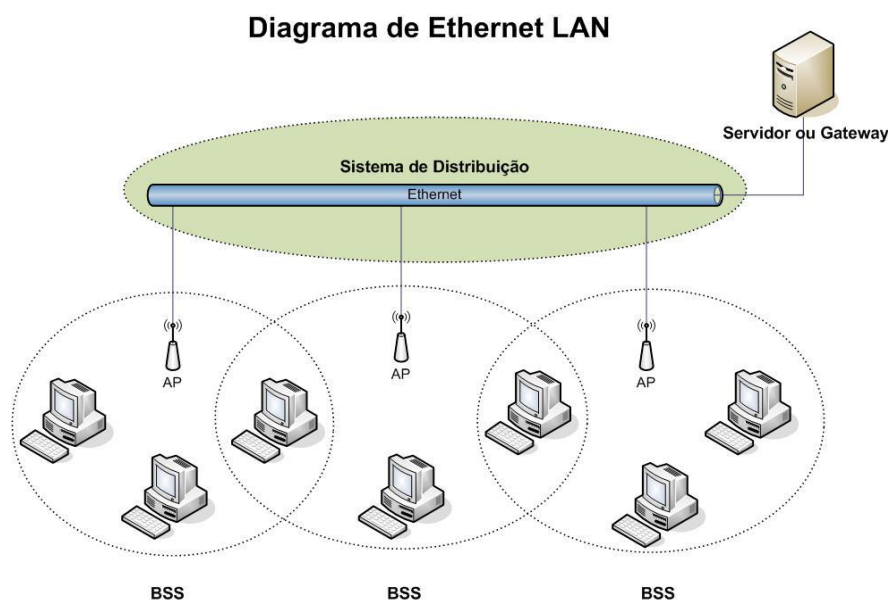 Diagrama de Ethernet LAN
Servidor ou Gateway
Sistema de Distribuição
Ethernet
AP
AP
AP
BSS
BSS
BSS